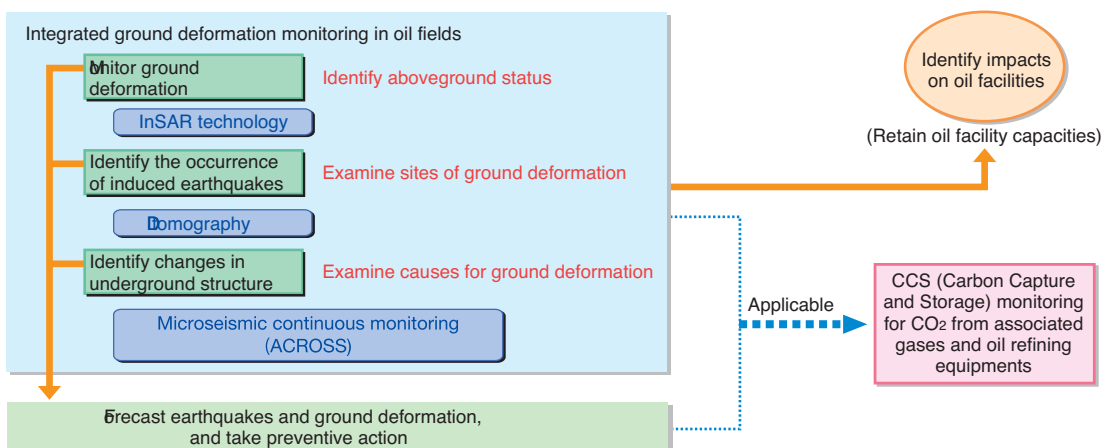 Integrated ground deformation monitoring in oil fields
Monitor ground
deformation
Identify aboveground status
InSAR technology
Identify the occurrence
of induced earthquakes
Examine sites of ground deformation
DDtomography
Identify changes in
underground structure
Examine causes for ground deformation
Microseismic continuous monitoring
(ACROSS)
Forecast earthquakes and ground deformation,
and take preventive action
Identify impacts
on oil facilities
(Retain oil facility capacities)
Applicable
CCS (Carbon Capture
and Storage) monitoring
for CO2 from associated
gases and oil refining
equipments